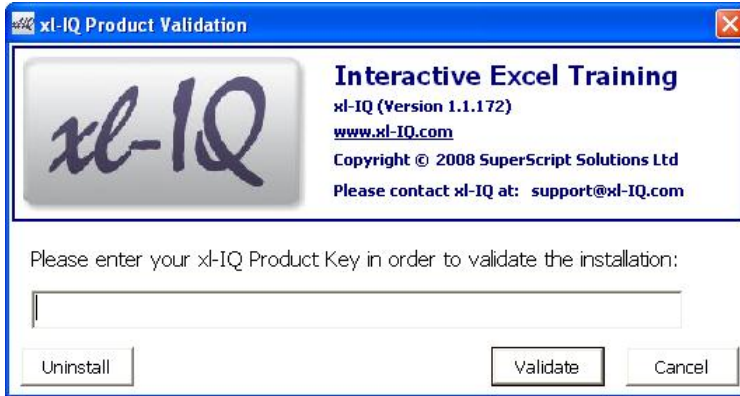 xl-IQ Product Validation
xl-IQ
Interactive Excel Training
xl-IQ (Version 1.1.172)
www.xl-IQ.com
Copyright © 2008 SuperScript Solutions Ltd
Please contact xl-IQ at: support@xl-IQ.com
Please enter your xl-IQ Product Key in order to validate the installation:
Uninstall Validate Cancel